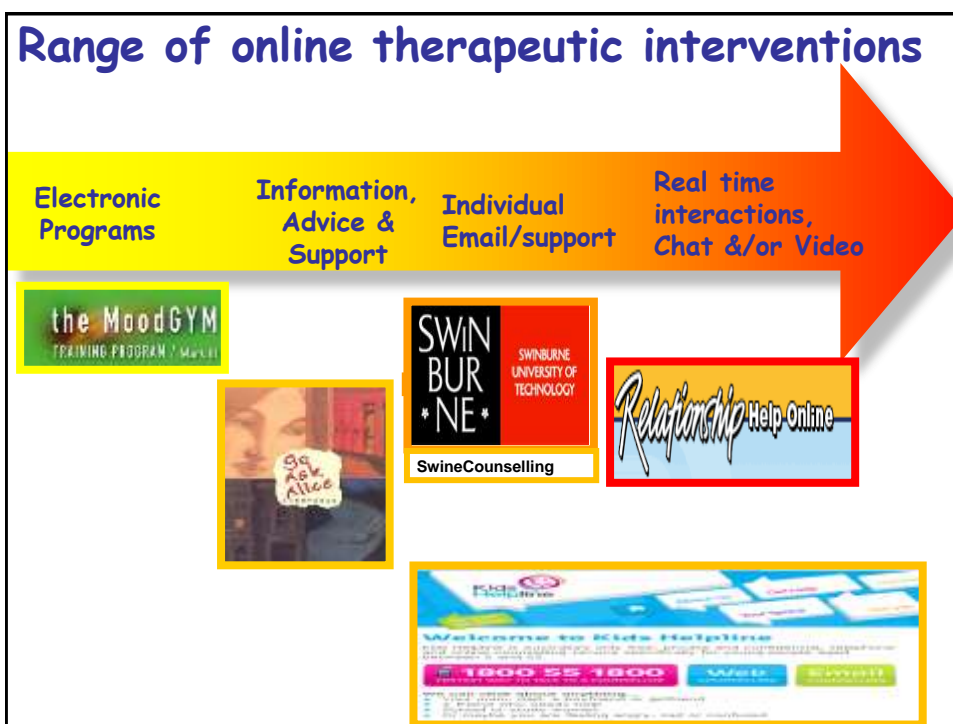 Range of online therapeutic interventions
Electronic
Programs
Information,
Advice &
Support
Individual
Email/support
Real time
interactions,
Chat &/or Video
the MoodGYM
TRAINING PROGRAM / Mark
Go
Ask
Alice
SWIN
BUR
*NE*
SWINBURNE
UNIVERSITY OF
TECHNOLOGY
SwineCounselling
Relationship Help Online
Kids
Helpline
Welcome to Kids Helpline
1800 55 1800
Web
Email